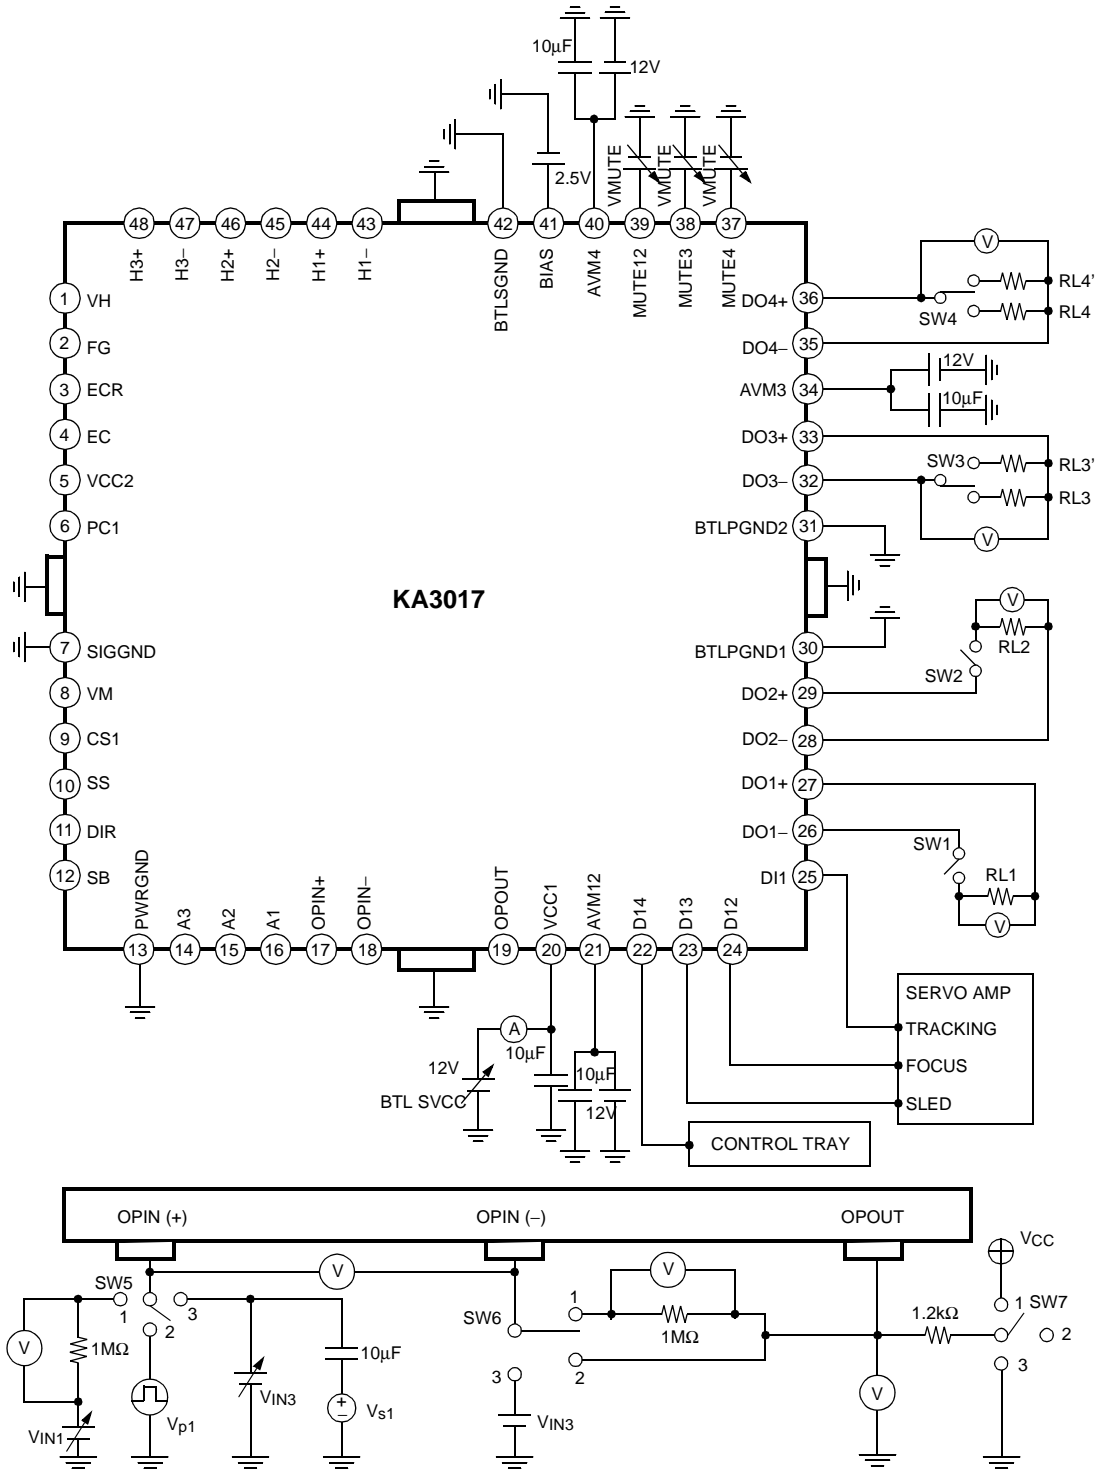 10μF
12V
2.5V
VMUTE
VMUTE
VMUTE
48 47 46 45 44 43 42 41 40 39 38 37
H3+
H3−
H2+
H2−
H1+
H1−
BTLSGND
BIAS
AVM4
MUTE12
MUTE3
MUTE4
1 VH
2 FG
3 ECR
4 EC
5 VCC2
6 PC1
7 SIGGND
8 VM
9 CS1
10 SS
11 DIR
12 SB
KA3017
DO4+ 36
DO4− 35
AVM3 34
DO3+ 33
DO3− 32
BTLPGND2 31
BTLPGND1 30
DO2+ 29
DO2− 28
DO1+ 27
DO1− 26
DI1 25
V
SW4
RL4'
RL4
12V
10μF
SW3
RL3'
RL3
V
V
RL2
SW2
SW1
RL1
V
PWRGND
A3
A2
A1
OPIN+
OPIN−
OPOUT
VCC1
AVM12
D14
D13
D12
13 14 15 16 17 18 19 20 21 22 23 24
A
12V
BTL SVCC
10μF
10μF
12V
SERVO AMP
TRACKING
FOCUS
SLED
CONTROL TRAY
OPIN (+)
OPIN (−)
OPOUT
V
SW5
1
2
3
V
1MΩ
VIN1
Vp1
VIN3
10μF
+
−
Vs1
SW6
1
2
3
V
1MΩ
VIN3
V
1.2kΩ
VCC
1 SW7
2
3